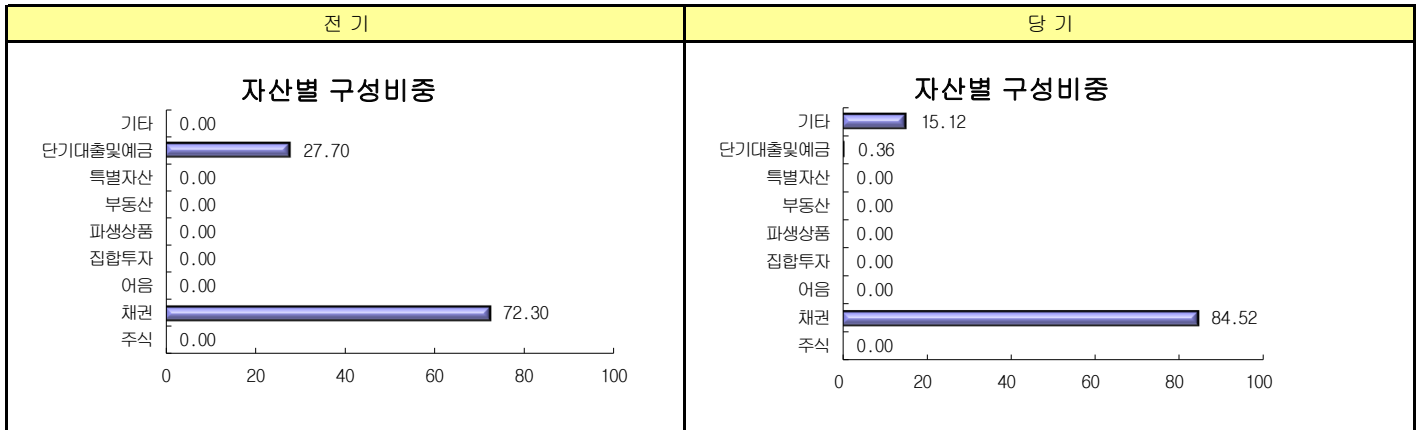 전 기
당 기
자산별 구성비중
기타 0.00
단기대출및예금 27.70
특별자산 0.00
부동산 0.00
파생상품 0.00
집합투자 0.00
어음 0.00
채권 72.30
주식 0.00
0 20 40 60 80 100
자산별 구성비중
기타 15.12
단기대출및예금 0.36
특별자산 0.00
부동산 0.00
파생상품 0.00
집합투자 0.00
어음 0.00
채권 84.52
주식 0.00
0 20 40 60 80 100